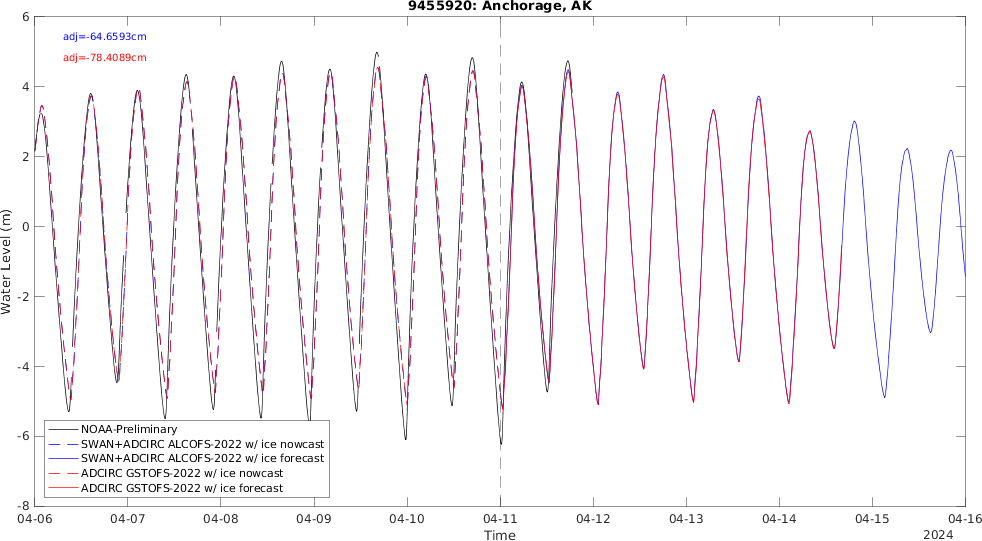 9455920: Anchorage, AK
adj=-64.6593cm
adj=-78.4089cm
6
4
2
0
-2
-4
-6
-8
Water Level (m)
NOAA-Preliminary
SWAN+ADCIRC ALCOFS-2022 w/ ice nowcast
SWAN+ADCIRC ALCOFS-2022 w/ ice forecast
ADCIRC GSTOFS-2022 w/ ice nowcast
ADCIRC GSTOFS-2022 w/ ice forecast
04-06 04-07 04-08 04-09 04-10 04-11 04-12 04-13 04-14 04-15 04-16
Time
2024